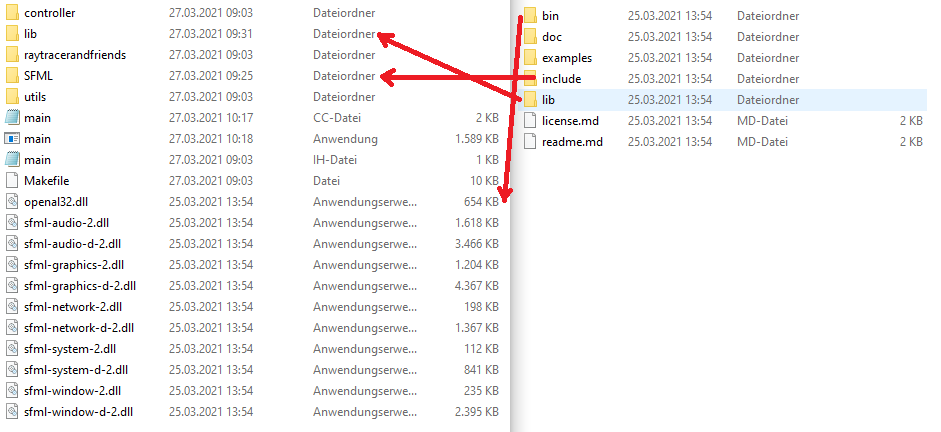 controller 27.03.2021 09:03 Dateiordner
lib 27.03.2021 09:31 Dateiordner
raytracerandfriends 27.03.2021 09:03 Dateiordner
SFML 27.03.2021 09:25 Dateiordner
utils 27.03.2021 09:03 Dateiordner
main 27.03.2021 10:17 CC-Datei 2 KB
main 27.03.2021 10:18 Anwendung 1.589 KB
main 27.03.2021 09:03 IH-Datei 1 KB
Makefile 27.03.2021 09:03 Datei 10 KB
openal32.dll 25.03.2021 13:54 Anwendungserwe... 654 KB
sfml-audio-2.dll 25.03.2021 13:54 Anwendungserwe... 1.618 KB
sfml-audio-d-2.dll 25.03.2021 13:54 Anwendungserwe... 3.466 KB
sfml-graphics-2.dll 25.03.2021 13:54 Anwendungserwe... 1.204 KB
sfml-graphics-d-2.dll 25.03.2021 13:54 Anwendungserwe... 4.367 KB
sfml-network-2.dll 25.03.2021 13:54 Anwendungserwe... 198 KB
sfml-network-d-2.dll 25.03.2021 13:54 Anwendungserwe... 1.367 KB
sfml-system-2.dll 25.03.2021 13:54 Anwendungserwe... 112 KB
sfml-system-d-2.dll 25.03.2021 13:54 Anwendungserwe... 841 KB
sfml-window-2.dll 25.03.2021 13:54 Anwendungserwe... 235 KB
sfml-window-d-2.dll 25.03.2021 13:54 Anwendungserwe... 2.395 KB
bin 25.03.2021 13:54 Dateiordner
doc 25.03.2021 13:54 Dateiordner
examples 25.03.2021 13:54 Dateiordner
include 25.03.2021 13:54 Dateiordner
lib 25.03.2021 13:54 Dateiordner
license.md 25.03.2021 13:54 MD-Datei 2 KB
readme.md 25.03.2021 13:54 MD-Datei 2 KB